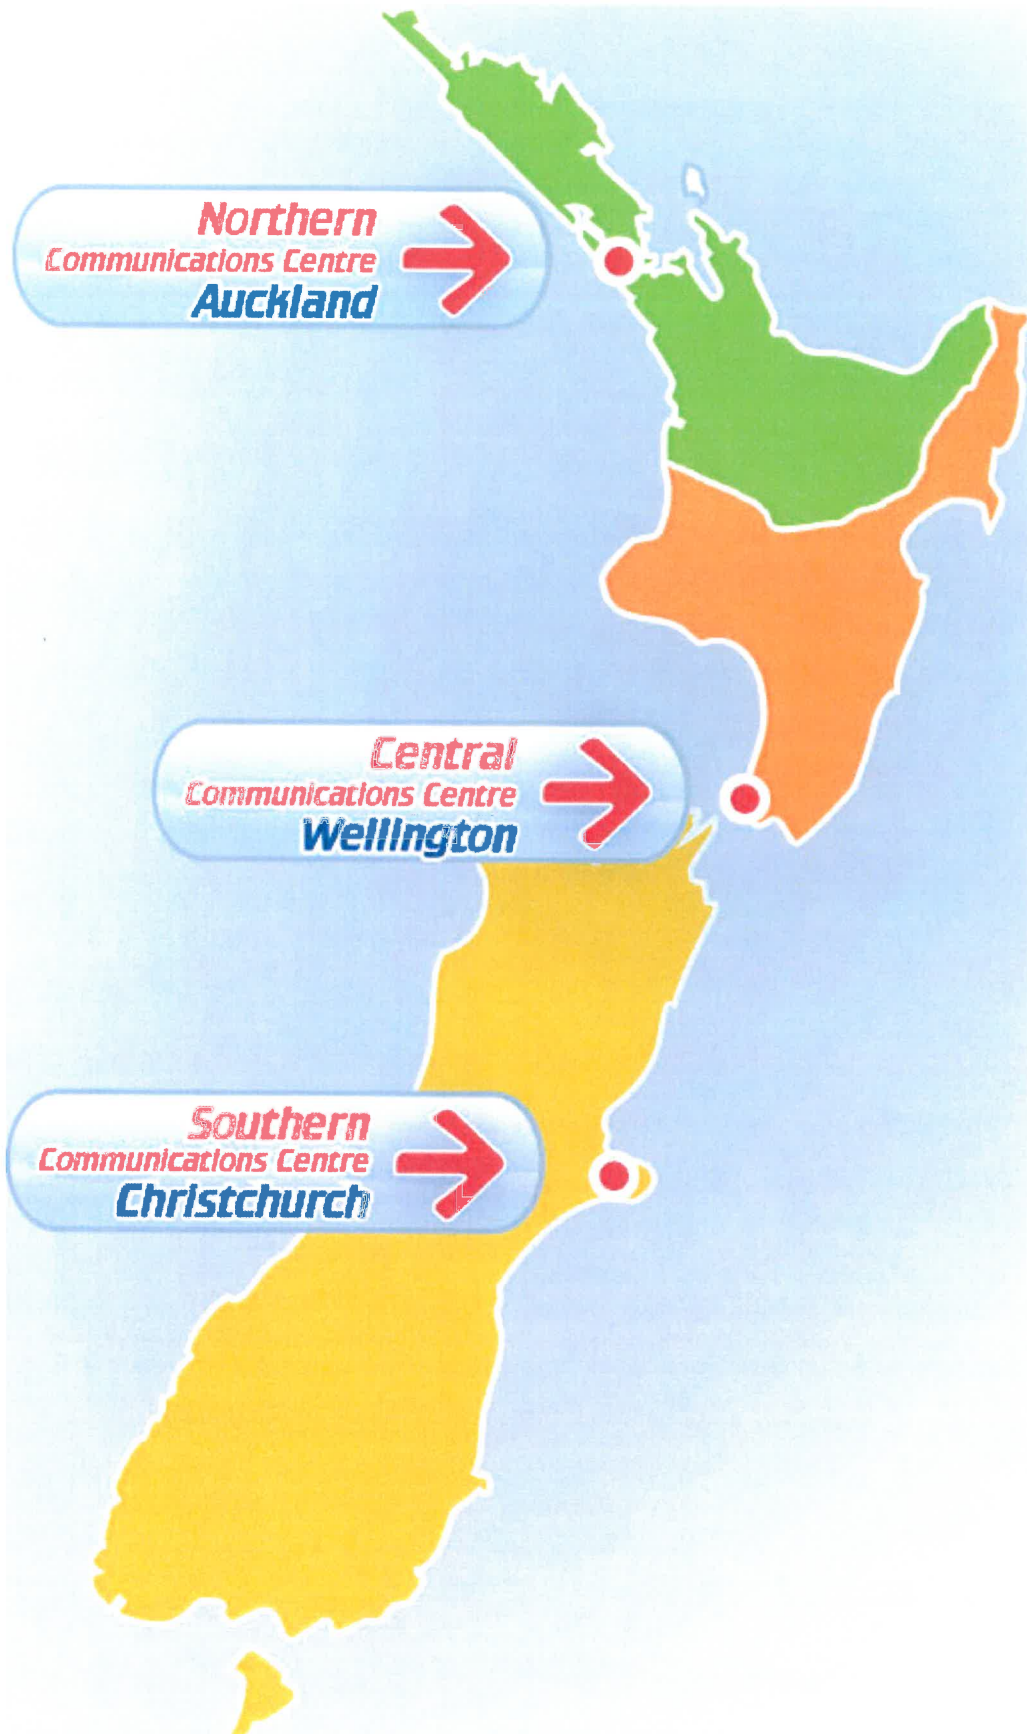 Northern
Communications Centre
Auckland
Central
Communications Centre
Wellington
Southern
Communications Centre
Christchurch